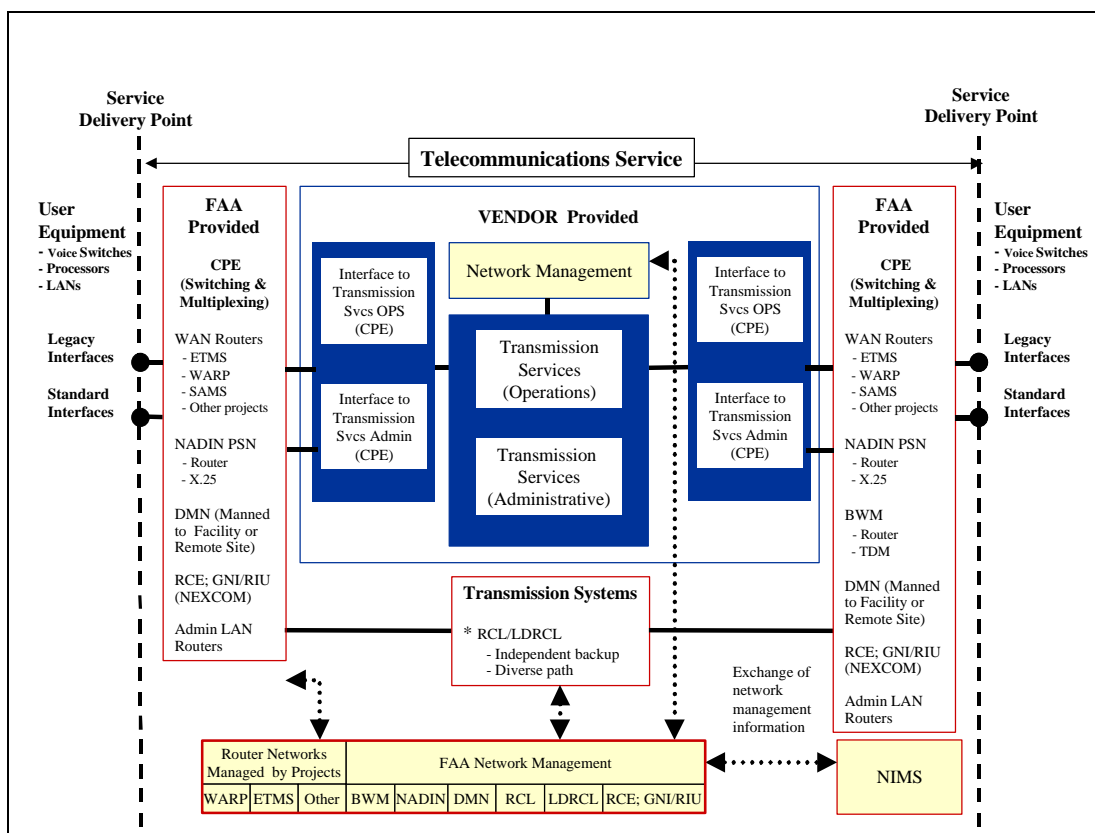 Service
Delivery Point
Service
Delivery Point
Telecommunications Service
User
Equipment
- Voice Switches
- Processors
- LANs
Legacy
Interfaces
Standard
Interfaces
FAA
Provided
CPE
(Switching &
Multiplexing)
WAN Routers
- ETMS
- WARP
- SAMS
- Other projects
NADIN PSN
- Router
- X.25
DMN (Manned
to Facility or
Remote Site)
RCE; GNI/RIU
(NEXCOM)
Admin LAN
Routers
VENDOR Provided
Interface to
Transmission
Svcs OPS
(CPE)
Interface to
Transmission
Svcs Admin
(CPE)
Network Management
Transmission
Services
(Operations)
Transmission
Services
(Administrative)
Interface to
Transmission
Svcs OPS
(CPE)
Interface to
Transmission
Svcs Admin
(CPE)
FAA
Provided
CPE
(Switching &
Multiplexing)
WAN Routers
- ETMS
- WARP
- SAMS
- Other projects
NADIN PSN
- Router
- X.25
BWM
- Router
- TDM
DMN (Manned to
Facility or
Remote Site)
RCE; GNI/RIU
(NEXCOM)
Admin LAN
Routers
User
Equipment
- Voice Switches
- Processors
- LANs
Legacy
Interfaces
Standard
Interfaces
Transmission Systems
* RCL/LDRCL
- Independent backup
- Diverse path
Exchange of
network
management
information
Router Networks
Managed by Projects
FAA Network Management
WARP ETMS Other BWM NADIN DMN RCL LDRCL RCE; GNI/RIU
NIMS